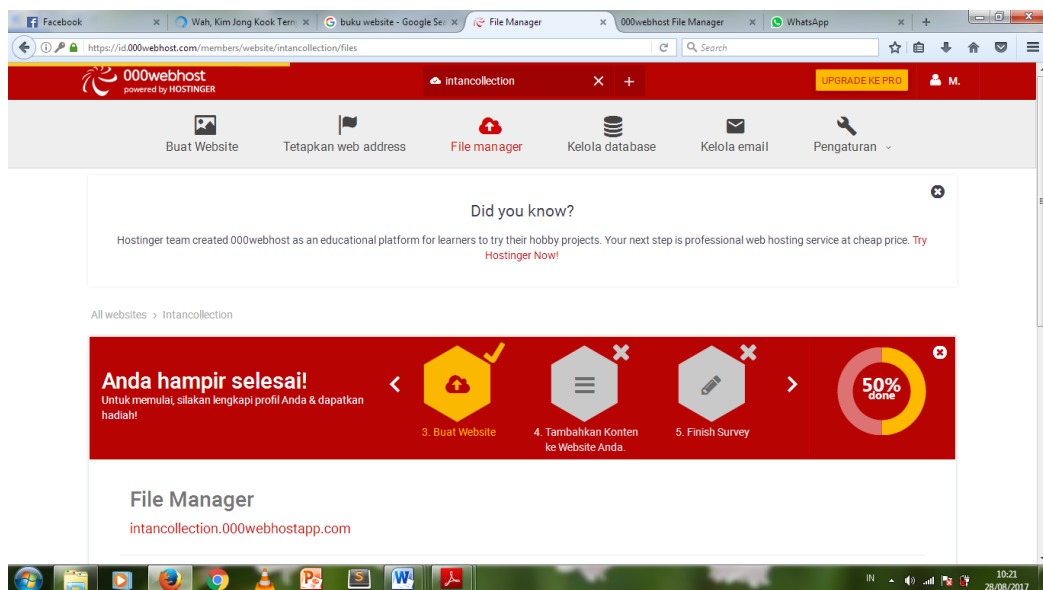 Facebook
Wah, Kim Jong Kook Tern
buku website - Google Sea
File Manager
000webhost File Manager
WhatsApp
https://id.000webhost.com/members/website/intancollection/files
Search
000webhost
powered by HOSTINGER
intancollection
UPGRADE KE PRO
M.
Buat Website
Tetapkan web address
File manager
Kelola database
Kelola email
Pengaturan
Did you know?
Hostinger team created 000webhost as an educational platform for learners to try their hobby projects. Your next step is professional web hosting service at cheap price. Try
Hostinger Now!
All websites › Intancollection
Anda hampir selesai!
Untuk memulai, silakan lengkapi profil Anda & dapatkan
hadiah!
3. Buat Website
4. Tambahkan Konten
ke Website Anda.
5. Finish Survey
50%
done
File Manager
intancollection.000webhostapp.com
IN
10:21
28/08/2017